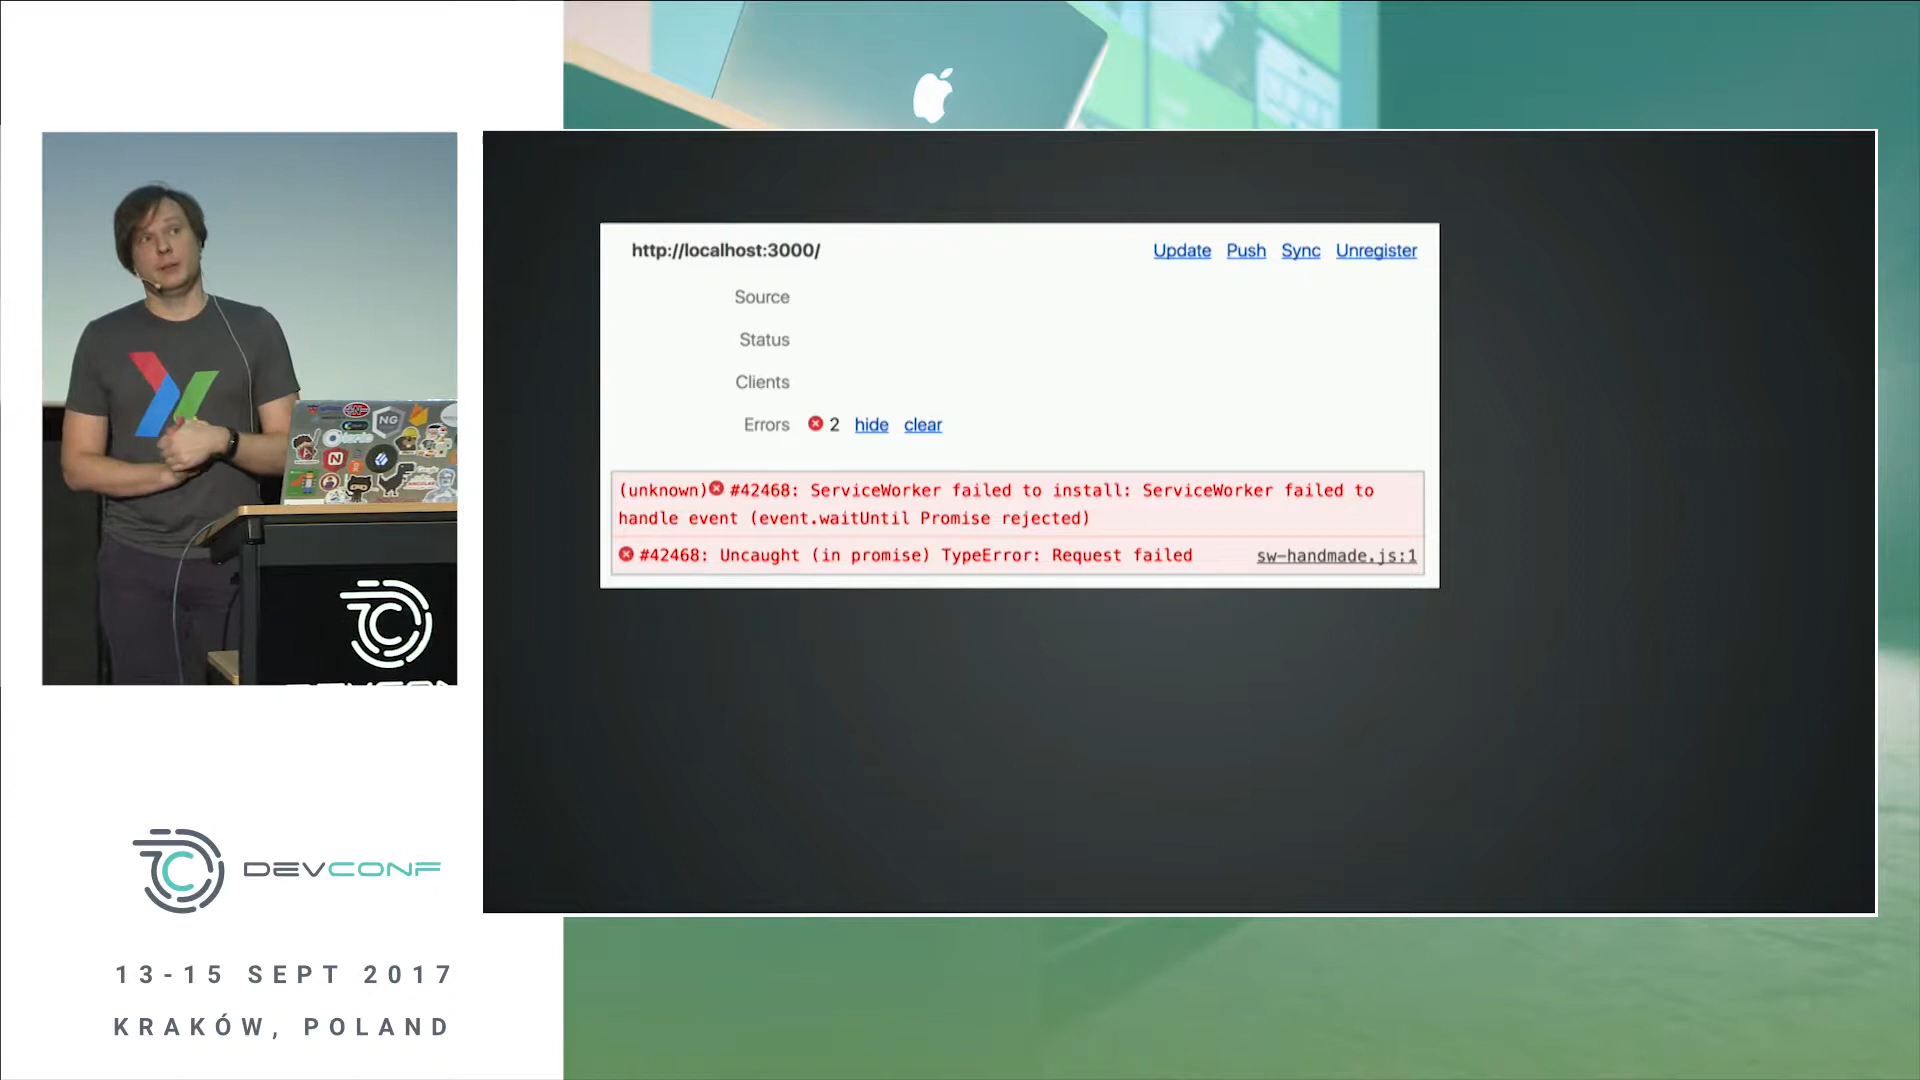 http://localhost:3000/
Update Push Sync Unregister
Source
Status
Clients
Errors 2 hide clear
(unknown) #42468: ServiceWorker failed to install: ServiceWorker failed to
handle event (event.waitUntil Promise rejected)
#42468: Uncaught (in promise) TypeError: Request failed sw-handmade.js:1
NG
N
DEVCONF
13-15 SEPT 2017
KRAKÓW, POLAND